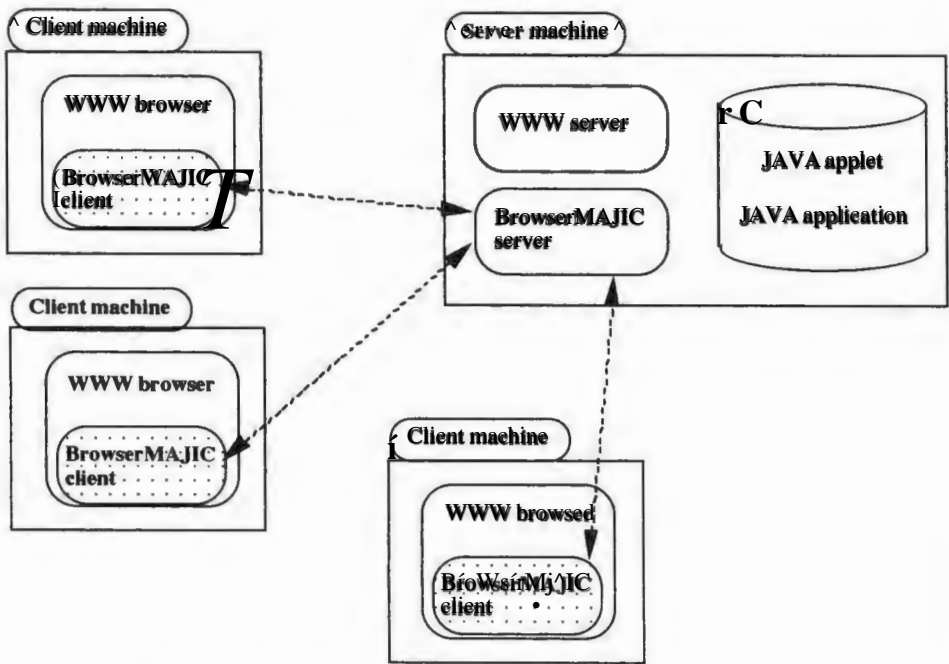 Client machine
WWW browser
BrowserMAJIC
client
Server machine
WWW server
BrowserMAJIC
server
JAVA applet
JAVA application
Client machine
WWW browser
BrowserMAJIC
client
Client machine
WWW browsed
BrowserMAJIC
client